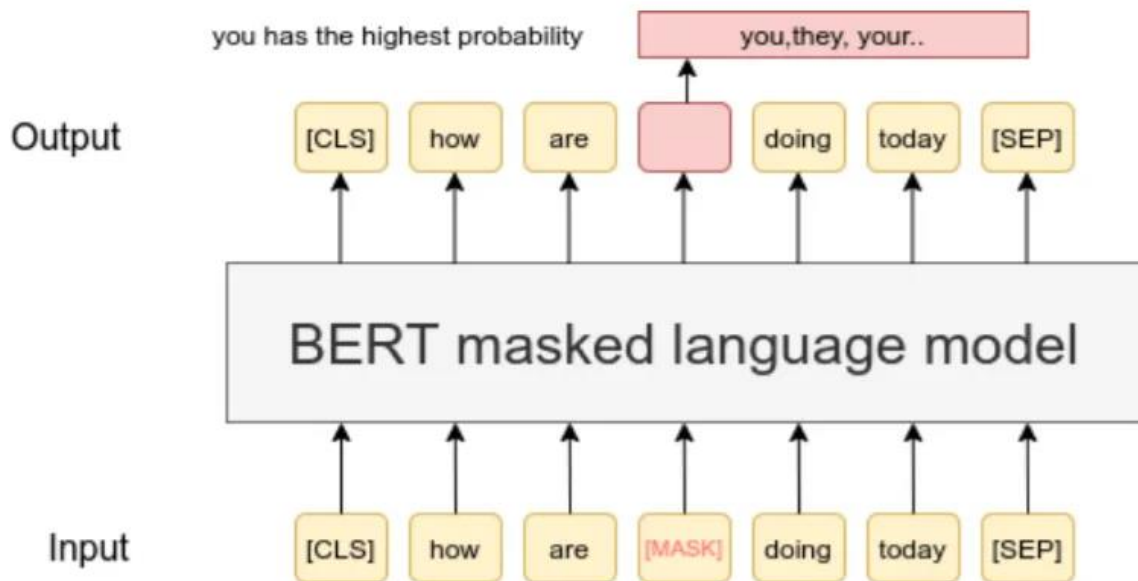 you has the highest probability
you,they, your..
Output
[CLS]
how
are
doing
today
[SEP]
BERT masked language model
Input
[CLS]
how
are
[MASK]
doing
today
[SEP]